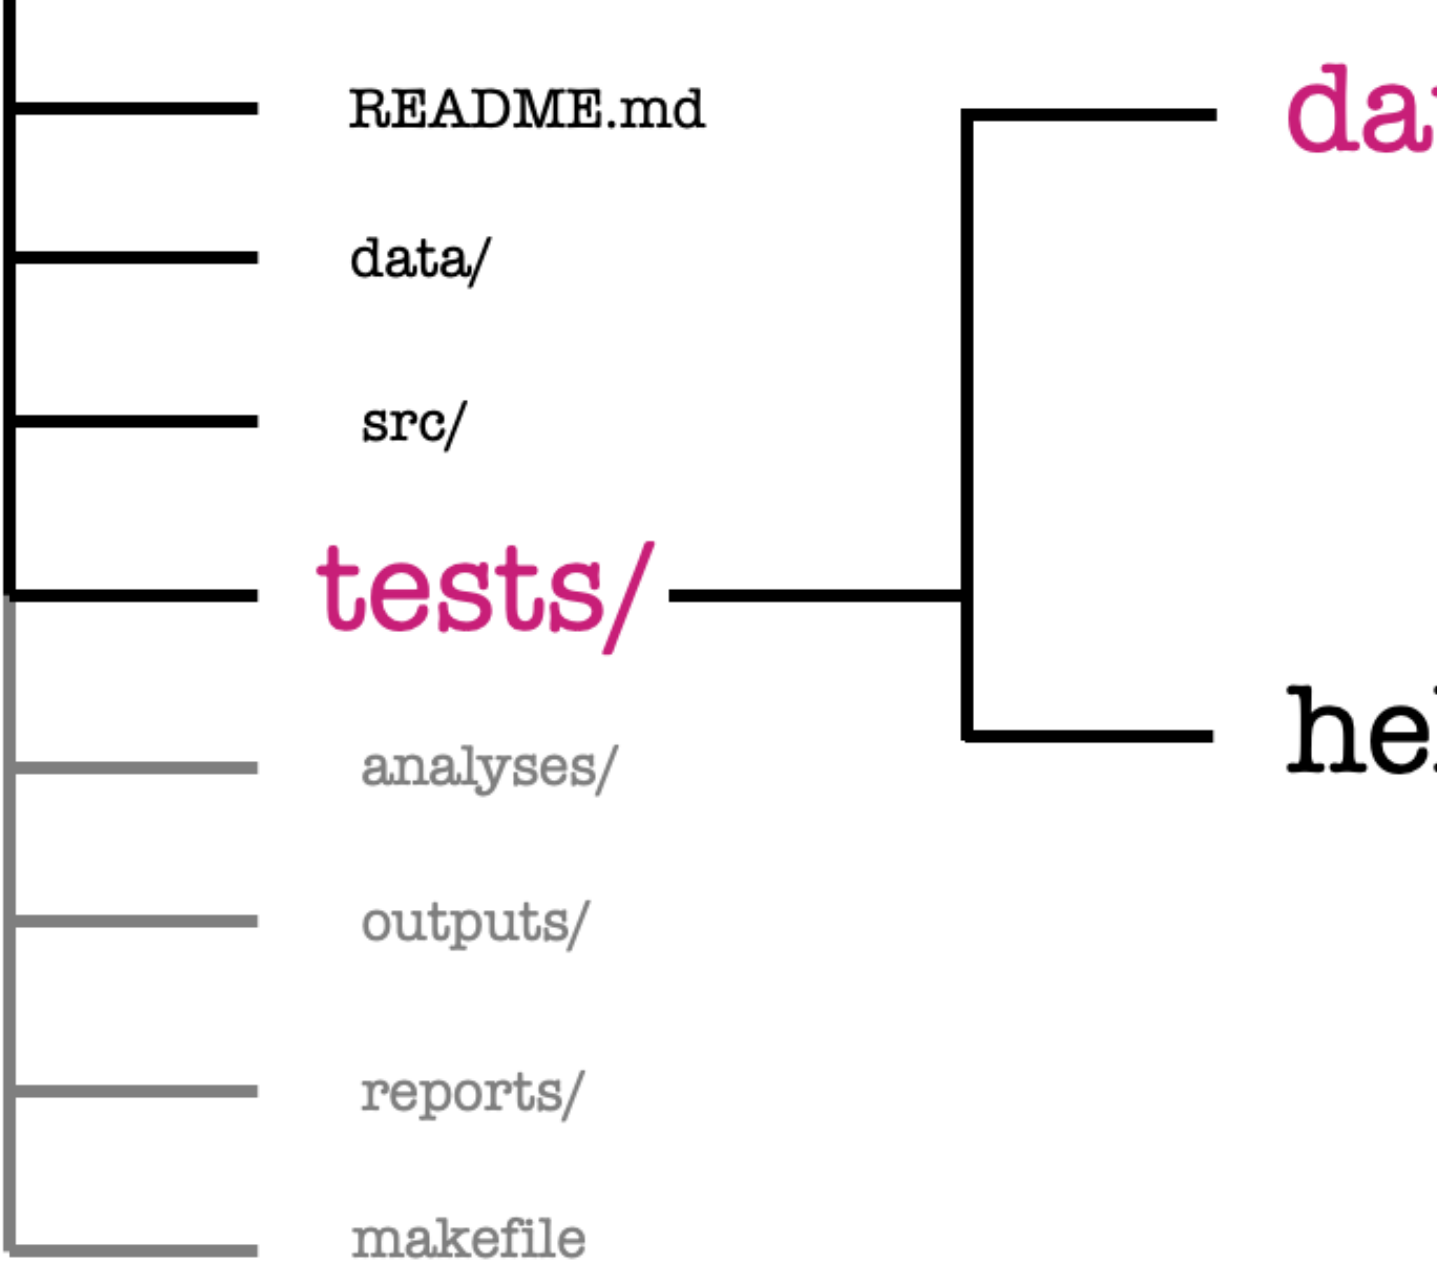 README.md
data/
src/
tests/
analyses/
outputs/
reports/
makefile